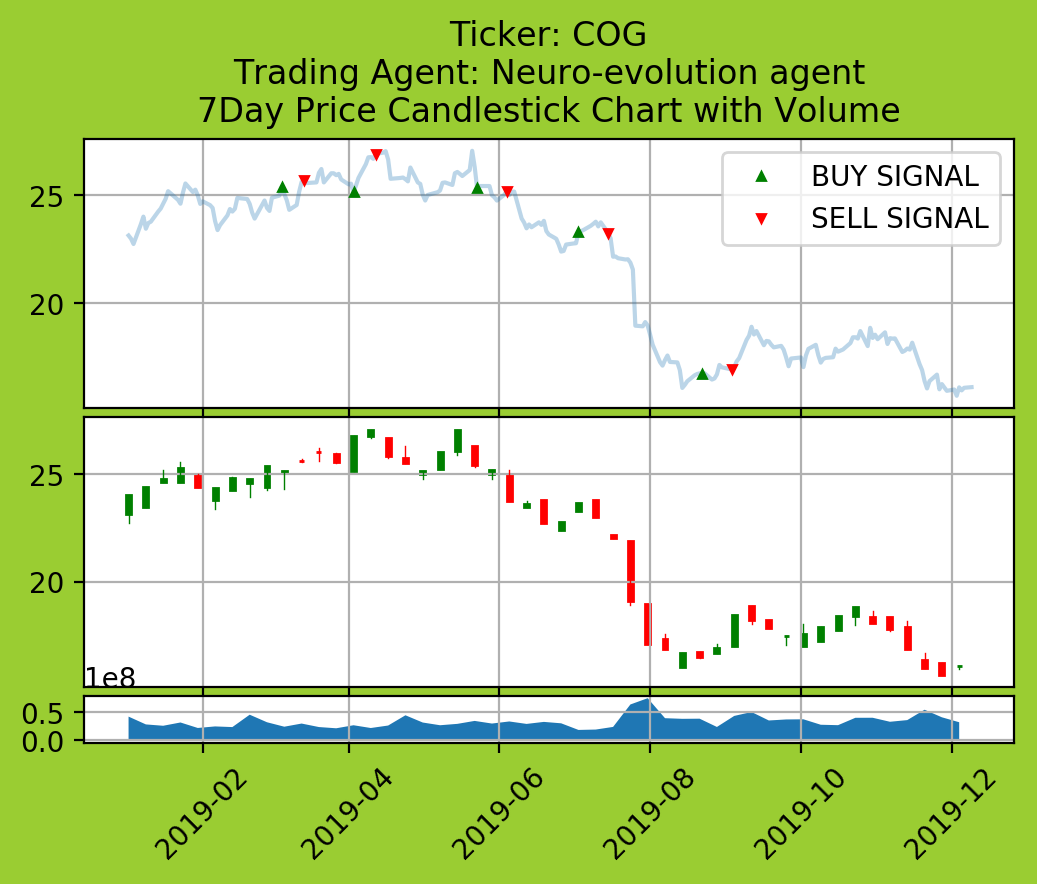 Ticker: COG
Trading Agent: Neuro-evolution agent
7Day Price Candlestick Chart with Volume
BUY SIGNAL
SELL SIGNAL
25
20
25
20
1e8
0.5
0.0
2019-02
2019-04
2019-06
2019-08
2019-10
2019-12